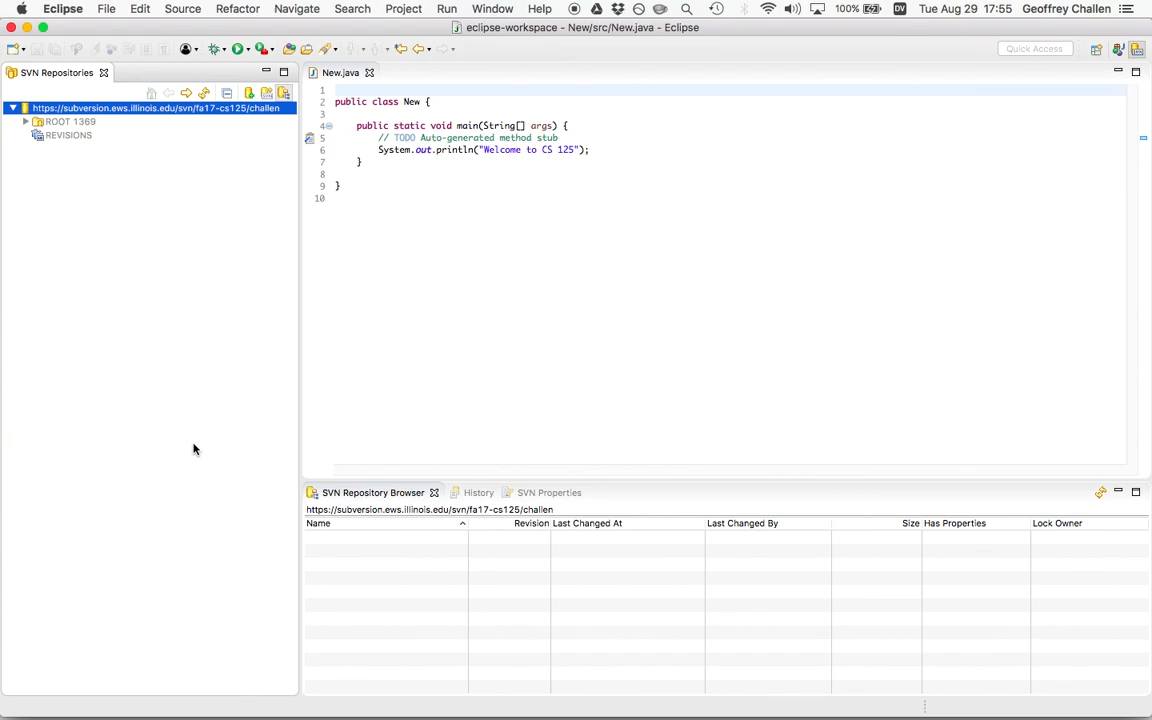 Eclipse File Edit Source Refactor Navigate Search Project Run Window Help 100% DV Tue Aug 29 17:55 Geoffrey Challen
eclipse-workspace - New/src/New.java - Eclipse
Quick Access
SVN Repositories
https://subversion.ews.illinois.edu/svn/fa17-cs125/challen
ROOT 1369
REVISIONS
New.java
1
2 public class New {
3
4 public static void main(String[] args) {
5 // TODO Auto-generated method stub
6 System.out.println("Welcome to CS 125");
7 }
8
9 }
10
SVN Repository Browser History SVN Properties
https://subversion.ews.illinois.edu/svn/fa17-cs125/challen
Name Revision Last Changed At Last Changed By Size Has Properties Lock Owner